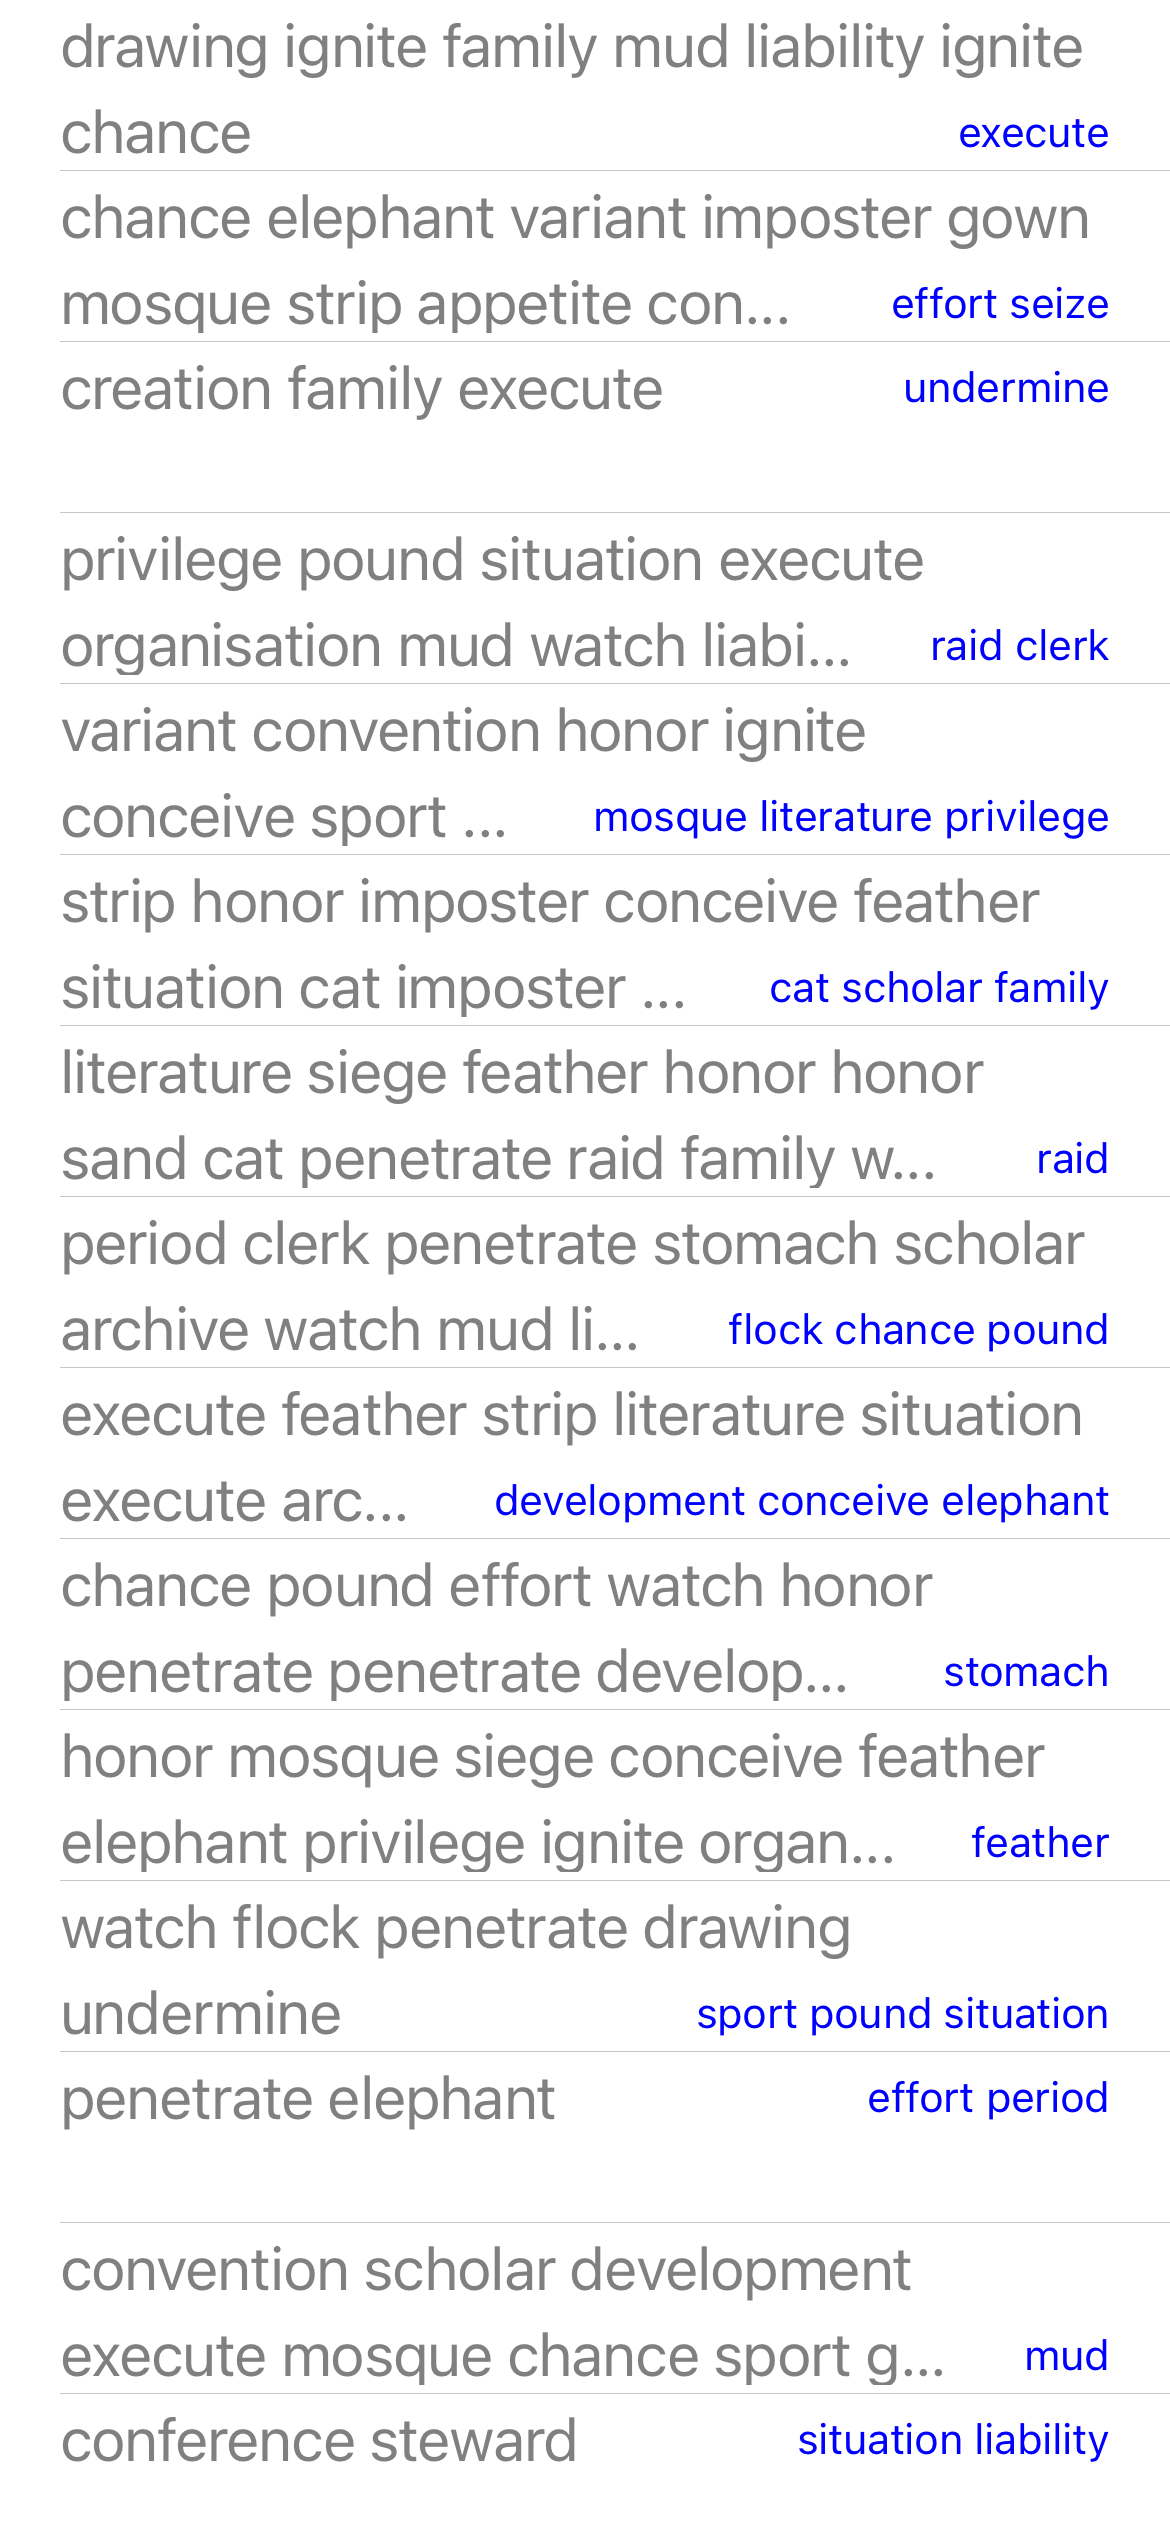 drawing ignite family mud liability ignite
chance execute
chance elephant variant imposter gown
mosque strip appetite con... effort seize
creation family execute undermine
privilege pound situation execute
organisation mud watch liabi... raid clerk
variant convention honor ignite
conceive sport ... mosque literature privilege
strip honor imposter conceive feather
situation cat imposter ... cat scholar family
literature siege feather honor honor
sand cat penetrate raid family w... raid
period clerk penetrate stomach scholar
archive watch mud li... flock chance pound
execute feather strip literature situation
execute arc... development conceive elephant
chance pound effort watch honor
penetrate penetrate develop... stomach
honor mosque siege conceive feather
elephant privilege ignite organ... feather
watch flock penetrate drawing
undermine sport pound situation
penetrate elephant effort period
convention scholar development
execute mosque chance sport g... mud
conference steward situation liability